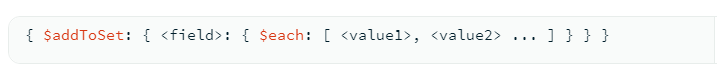 { $addToSet: { <field>: { $each: [ <value1>, <value2> ... ] } } }